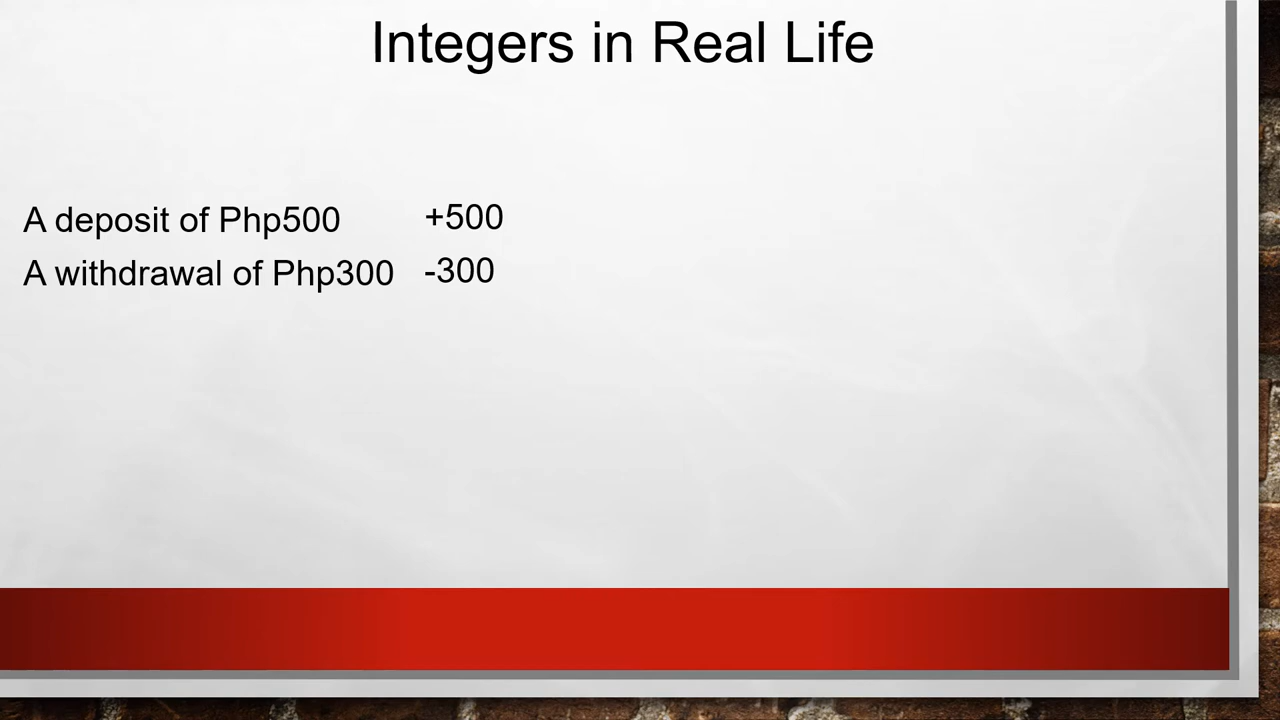 Integers in Real Life
A deposit of Php500 +500
A withdrawal of Php300 -300